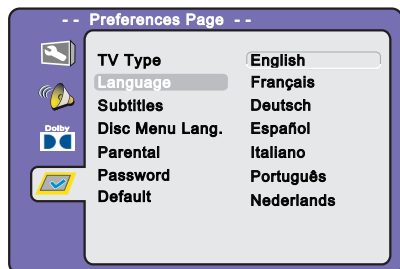 -- Preferences Page --
TV Type
Language
Subtitles
Disc Menu Lang.
Parental
Password
Default
English
Français
Deutsch
Español
Italiano
Português
Nederlands
Dolby